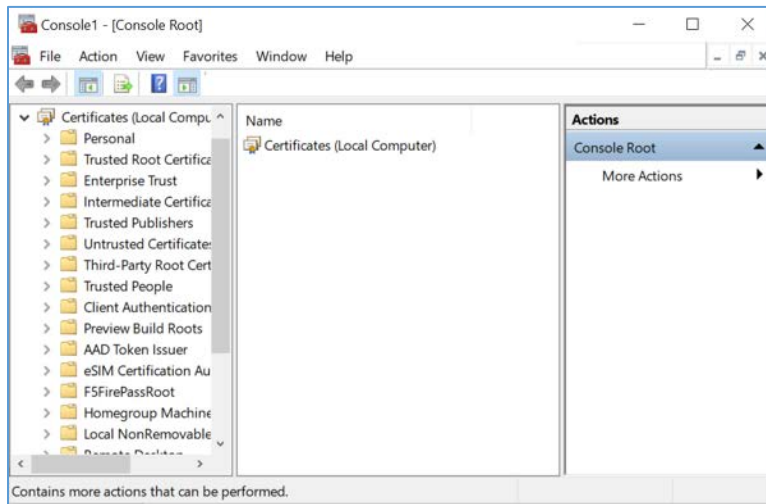 Console1 - [Console Root]
File Action View Favorites Window Help
Certificates (Local Compu
Personal
Trusted Root Certifica
Enterprise Trust
Intermediate Certifica
Trusted Publishers
Untrusted Certificate
Third-Party Root Cert
Trusted People
Client Authentication
Preview Build Roots
AAD Token Issuer
eSIM Certification Au
F5FirePassRoot
Homegroup Machine
Local NonRemovable
Remote Desktop
Name
Certificates (Local Computer)
Actions
Console Root
More Actions
Contains more actions that can be performed.